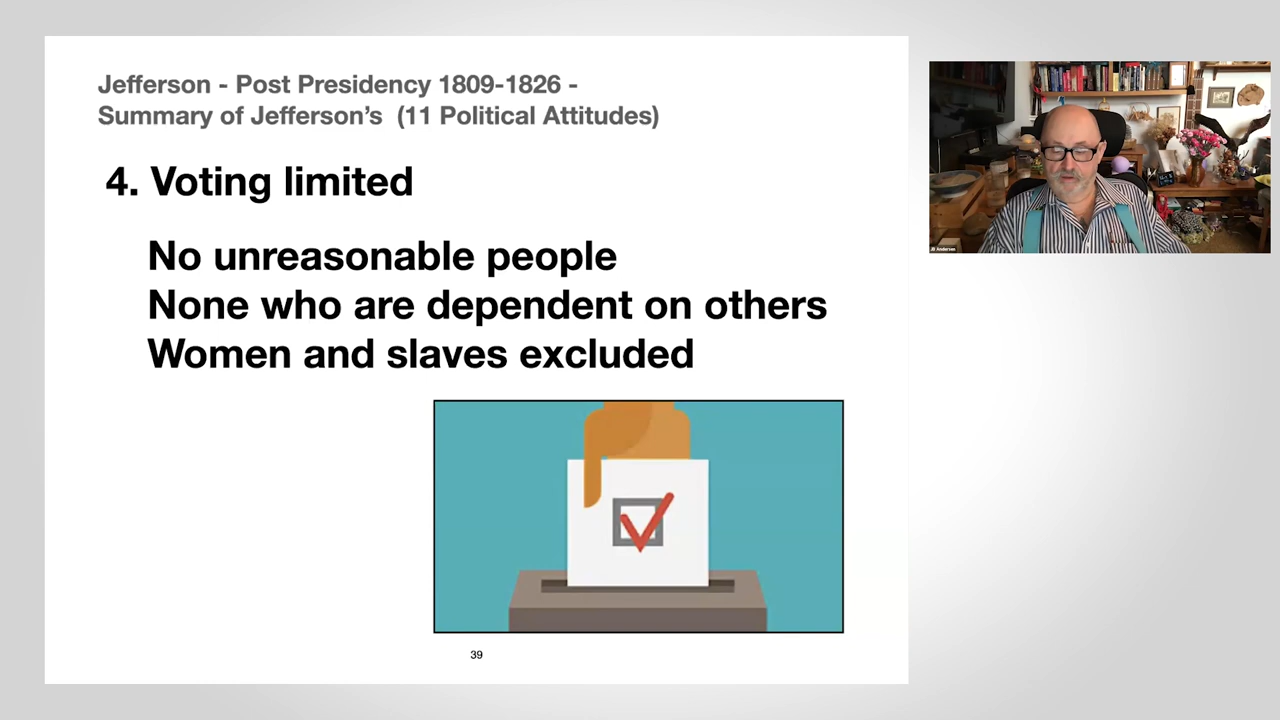 Jefferson - Post Presidency 1809-1826 -
Summary of Jefferson's  (11 Political Attitudes)
4. Voting limited
No unreasonable people
None who are dependent on others
Women and slaves excluded
39